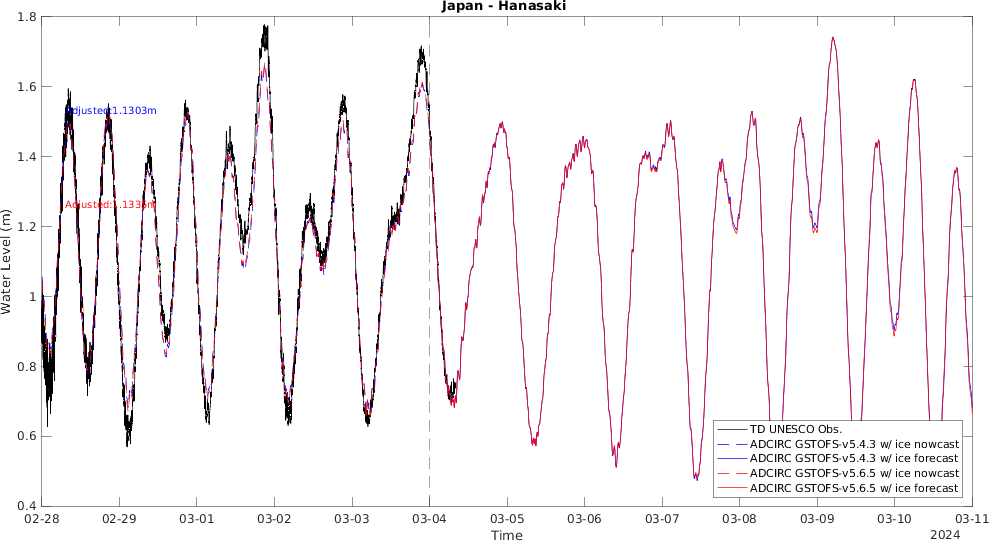 Japan - Hanasaki
Water Level (m)
1.8
1.6
1.4
1.2
1
0.8
0.6
0.4
Adjusted:1.1303m
Adjusted:1.1335m
TD UNESCO Obs.
ADCIRC GSTOFS-v5.4.3 w/ ice nowcast
ADCIRC GSTOFS-v5.4.3 w/ ice forecast
ADCIRC GSTOFS-v5.6.5 w/ ice nowcast
ADCIRC GSTOFS-v5.6.5 w/ ice forecast
02-28 02-29 03-01 03-02 03-03 03-04 03-05 03-06 03-07 03-08 03-09 03-10 03-11
Time
2024